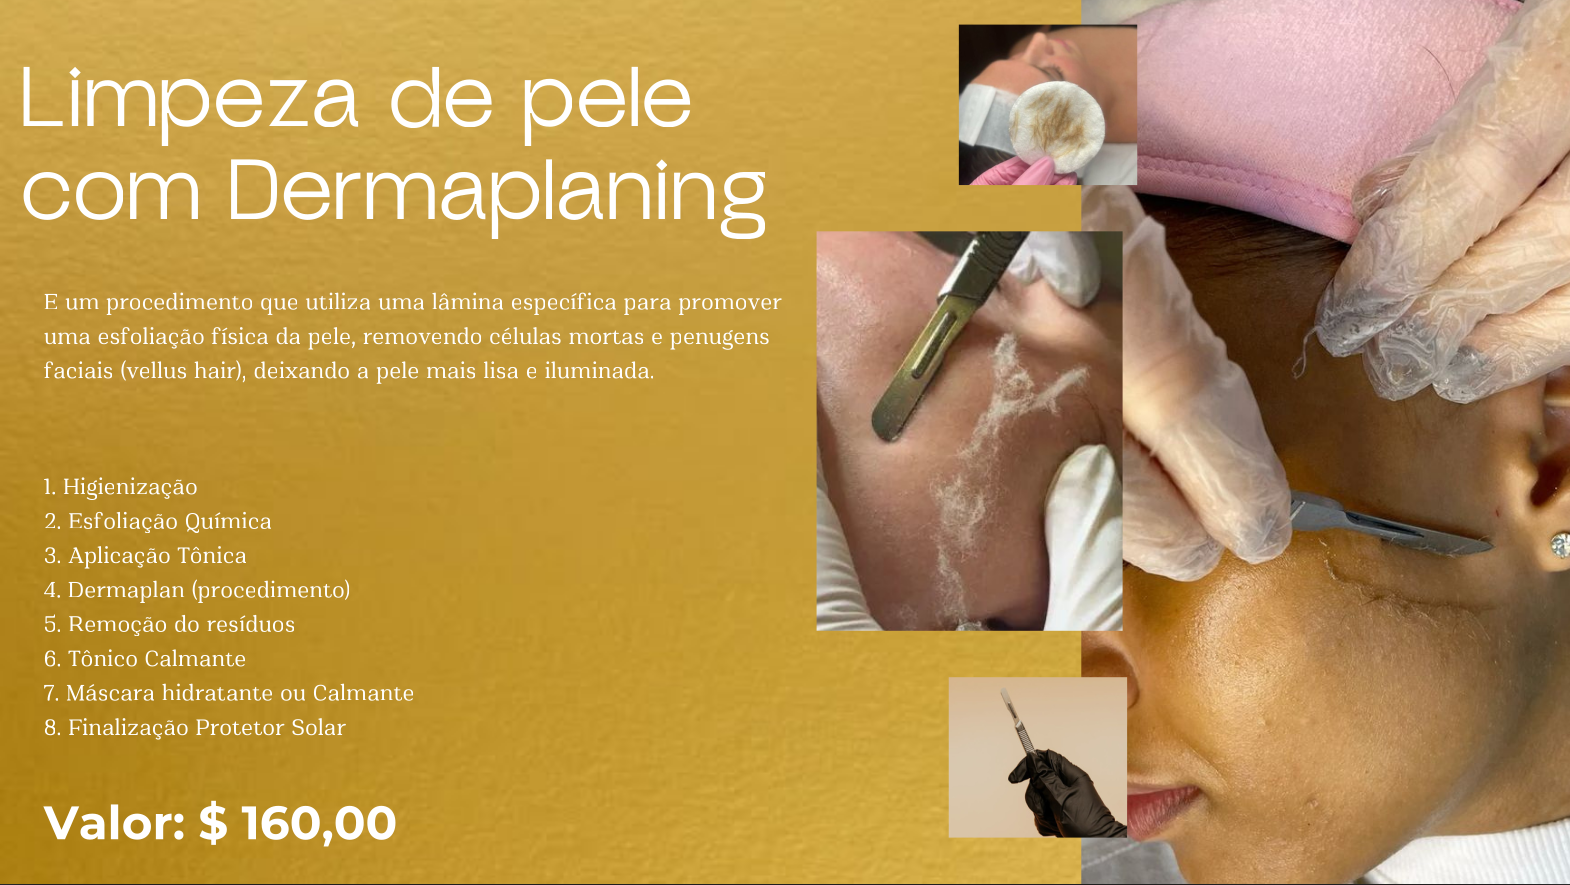 Limpeza de pele
com Dermaplaning
E um procedimento que utiliza uma lâmina específica para promover
uma esfoliação física da pele, removendo células mortas e penugens
faciais (vellus hair), deixando a pele mais lisa e iluminada.
1. Higienização
2. Esfoliação Química
3. Aplicação Tônica
4. Dermaplan (procedimento)
5. Remoção do resíduos
6. Tônico Calmante
7. Máscara hidratante ou Calmante
8. Finalização Protetor Solar
Valor: $ 160,00